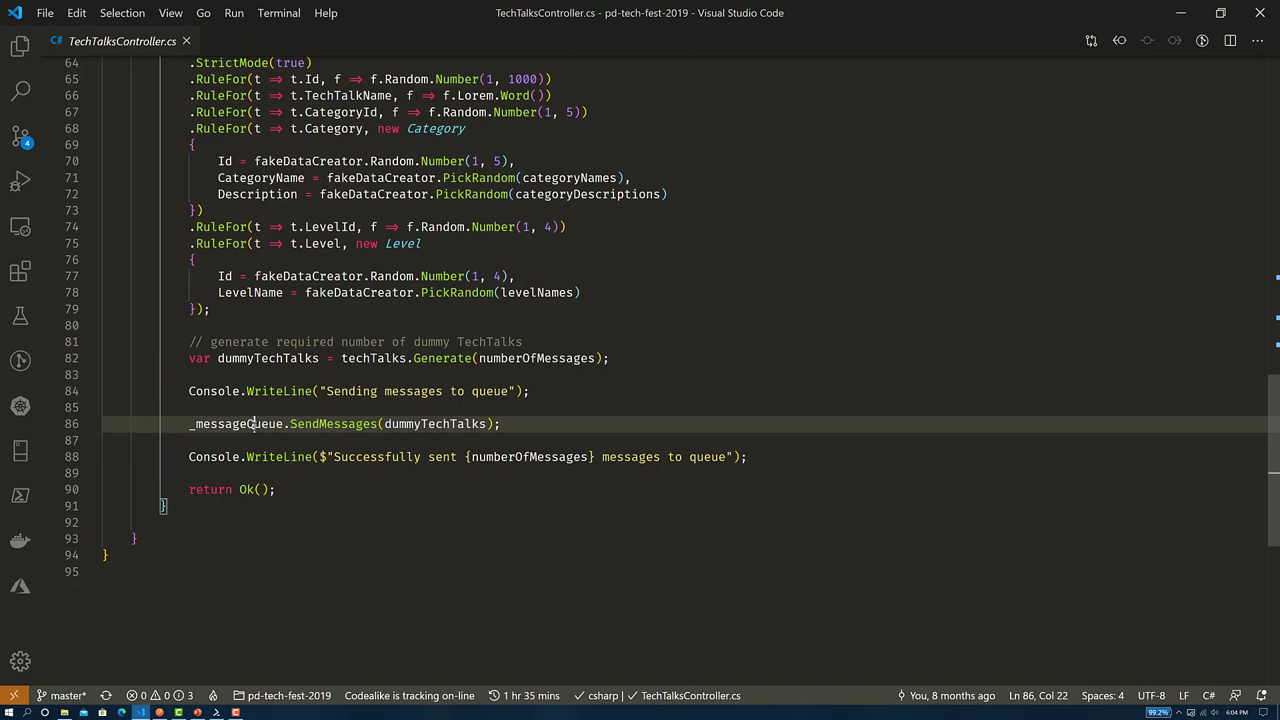 File Edit Selection View Go Run Terminal Help TechTalksController.cs - pd-tech-fest-2019 - Visual Studio Code
C# TechTalksController.cs
64 .StrictMode(true)
65 .RuleFor(t ⇒ t.Id, f ⇒ f.Random.Number(1, 1000))
66 .RuleFor(t ⇒ t.TechTalkName, f ⇒ f.Lorem.Word())
67 .RuleFor(t ⇒ t.CategoryId, f ⇒ f.Random.Number(1, 5))
68 .RuleFor(t ⇒ t.Category, new Category
69 {
70 Id = fakeDataCreator.Random.Number(1, 5),
71 CategoryName = fakeDataCreator.PickRandom(categoryNames),
72 Description = fakeDataCreator.PickRandom(categoryDescriptions)
73 })
74 .RuleFor(t ⇒ t.LevelId, f ⇒ f.Random.Number(1, 4))
75 .RuleFor(t ⇒ t.Level, new Level
76 {
77 Id = fakeDataCreator.Random.Number(1, 4),
78 LevelName = fakeDataCreator.PickRandom(levelNames)
79 });
80
81 // generate required number of dummy TechTalks
82 var dummyTechTalks = techTalks.Generate(numberOfMessages);
83
84 Console.WriteLine("Sending messages to queue");
85
86 _messageQueue.SendMessages(dummyTechTalks);
87
88 Console.WriteLine($"Successfully sent {numberOfMessages} messages to queue");
89
90 return Ok();
91 }
92
93 }
94 }
95
4
master* 0 0 3 pd-tech-fest-2019 Codealike is tracking on-line 1 hr 35 mins csharp | TechTalksController.cs You, 8 months ago Ln 86, Col 22 Spaces: 4 UTF-8 LF C#
99.2% 6:04 PM